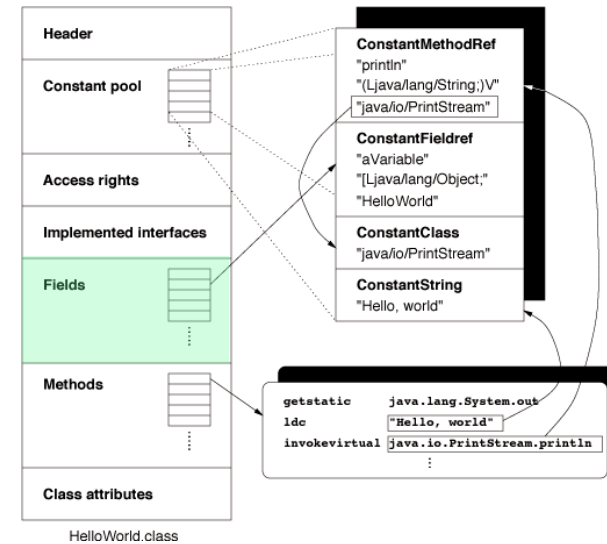 Header
Constant pool
Access rights
Implemented interfaces
Fields
Methods
Class attributes
HelloWorld.class
ConstantMethodRef
"println"
"(Ljava/lang/String;)V"
"java/io/PrintStream"
ConstantFieldref
"aVariable"
"[Ljava/lang/Object;"
"HelloWorld"
ConstantClass
"java/io/PrintStream"
ConstantString
"Hello, world"
getstatic java.lang.System.out
ldc "Hello, world"
invokevirtual java.io.PrintStream.println